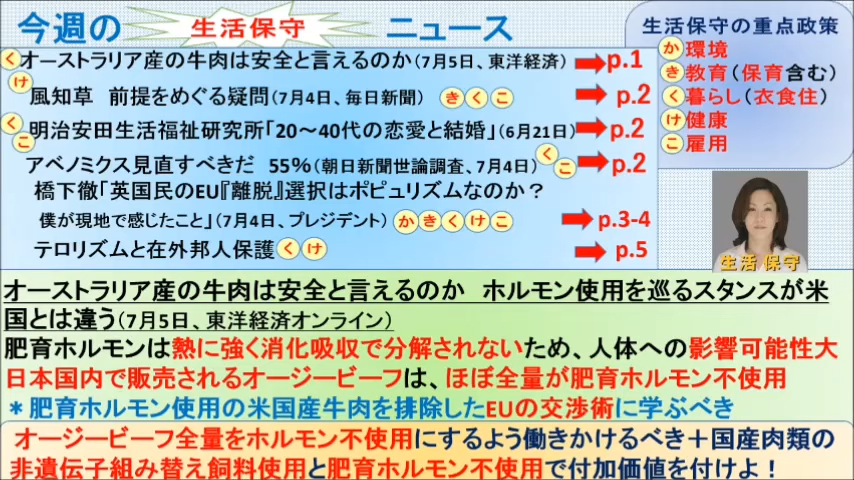 今週の 生活保守 ニュース
く オーストラリア産の牛肉は安全と言えるのか(7月5日、東洋経済) p.1
け 風知草 前提をめぐる疑問(7月4日、毎日新聞) き く こ p.2
く こ 明治安田生活福祉研究所「20～40代の恋愛と結婚」(6月21日) p.2
アベノミクス見直すべきだ 55%(朝日新聞世論調査、7月4日) く こ p.2
橋下徹「英国民のEU『離脱』選択はポピュリズムなのか？
僕が現地で感じたこと」(7月4日、プレジデント) か き く け こ p.3-4
テロリズムと在外邦人保護 く け p.5
生活保守の重点政策
か 環境
き 教育(保育含む)
く 暮らし(衣食住)
け 健康
こ 雇用
生活 保守
オーストラリア産の牛肉は安全と言えるのか ホルモン使用を巡るスタンスが米
国とは違う(7月5日、東洋経済オンライン)
肥育ホルモンは熱に強く消化吸収で分解されないため、人体への影響可能性大
日本国内で販売されるオージービーフは、ほぼ全量が肥育ホルモン不使用
＊肥育ホルモン使用の米国産牛肉を排除したEUの交渉術に学ぶべき
オージービーフ全量をホルモン不使用にするよう働きかけるべき＋国産肉類の
非遺伝子組み替え飼料使用と肥育ホルモン不使用で付加価値を付けよ！